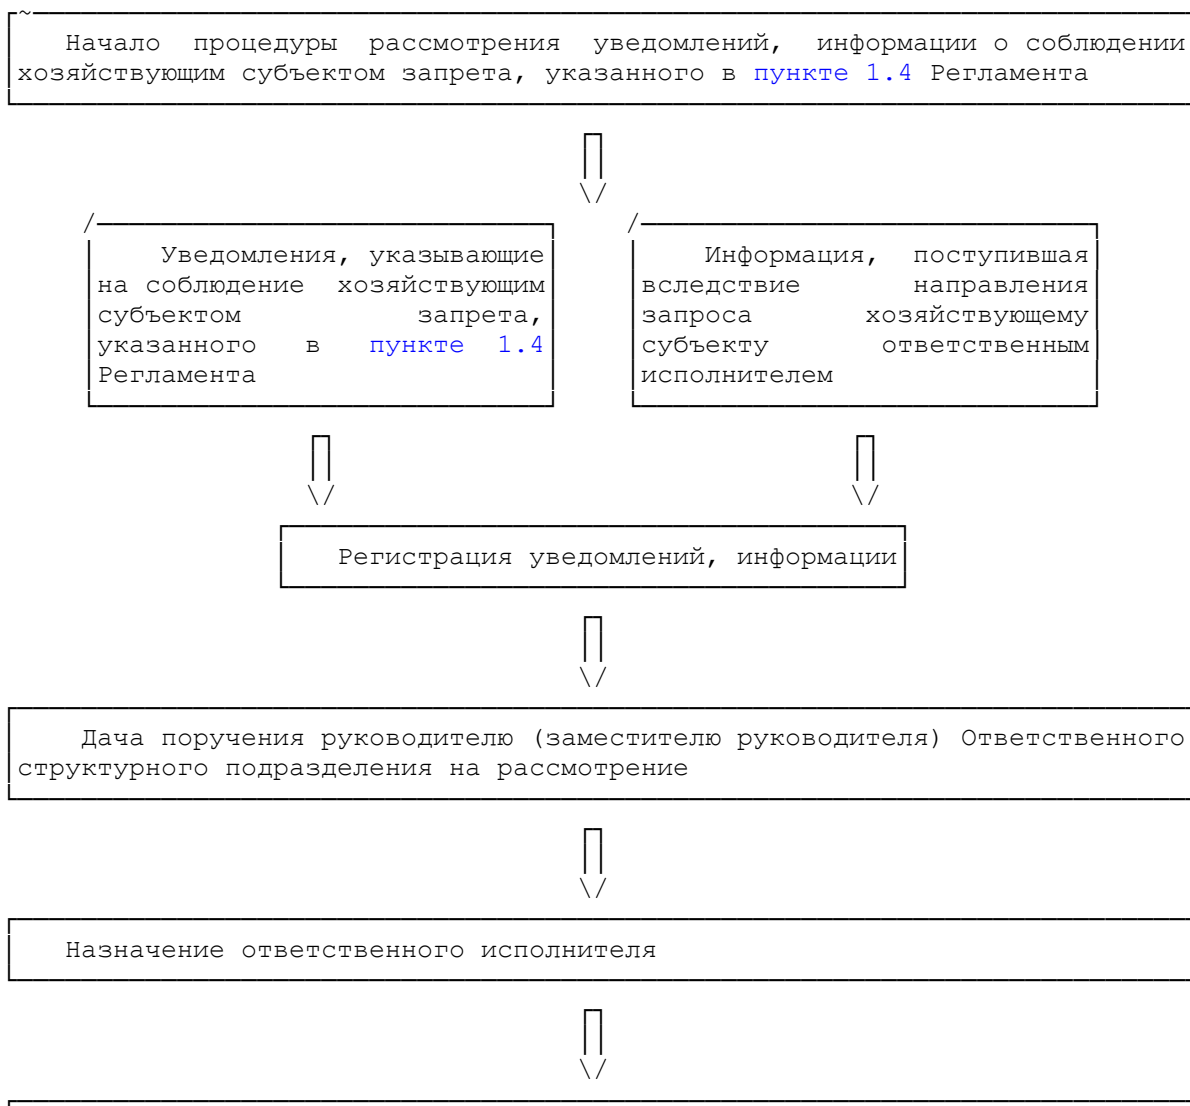 Начало процедуры рассмотрения уведомлений, информации о соблюдении
хозяйствующим субъектом запрета, указанного в пункте 1.4 Регламента
Уведомления, указывающие
на соблюдение хозяйствующим
субъектом запрета,
указанного в пункте 1.4
Регламента
Информация, поступившая
вследствие направления
запроса хозяйствующему
субъекту ответственным
исполнителем
Регистрация уведомлений, информации
Дача поручения руководителю (заместителю руководителя) Ответственного
структурного подразделения на рассмотрение
Назначение ответственного исполнителя